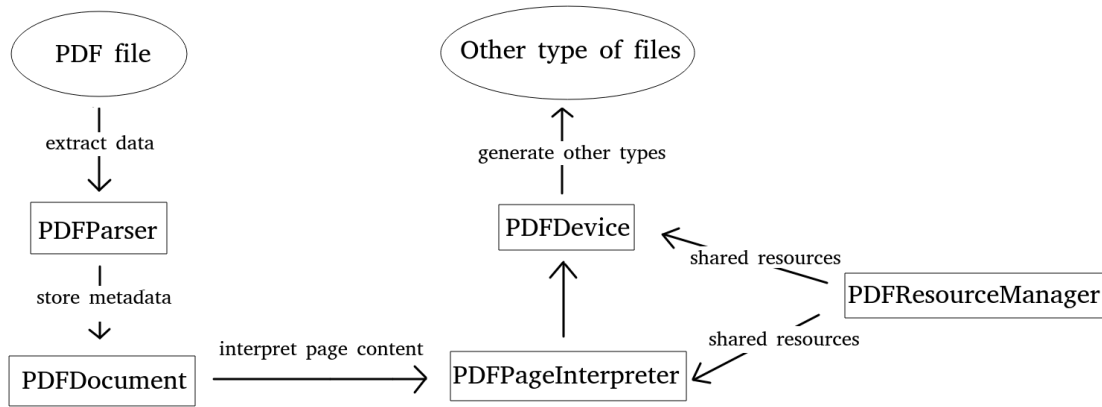 PDF file
Other type of files
extract data
generate other types
PDFParser
PDFDevice
shared resources
store metadata
PDFResourceManager
shared resources
interpret page content
PDFDocument
PDFPageInterpreter